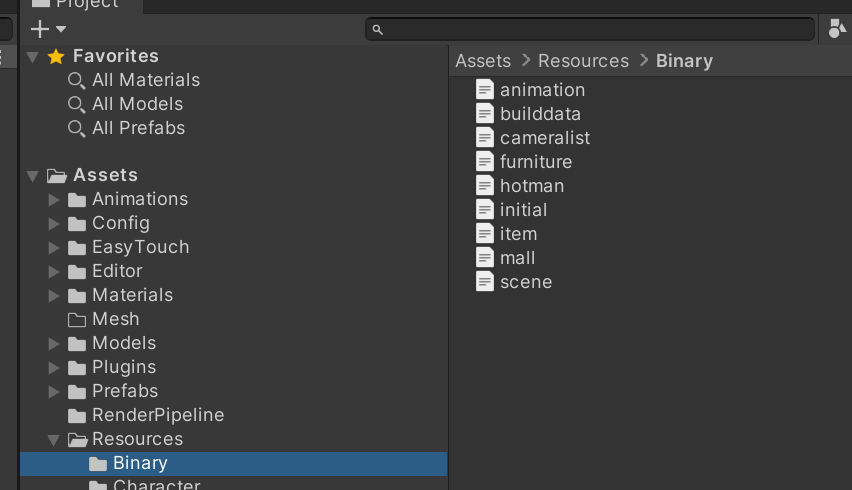 Project
Favorites
All Materials
All Models
All Prefabs
Assets
Animations
Config
EasyTouch
Editor
Materials
Mesh
Models
Plugins
Prefabs
RenderPipeline
Resources
Binary
Character
Assets > Resources > Binary
animation
builddata
cameralist
furniture
hotman
initial
item
mall
scene